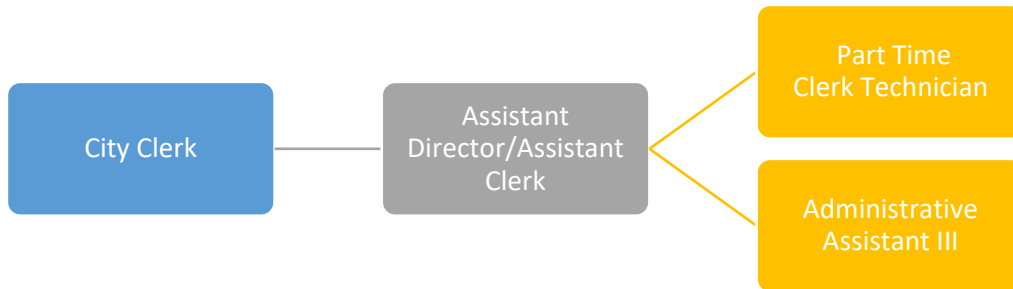 City Clerk
Assistant
Director/Assistant
Clerk
Part Time
Clerk Technician
Administrative
Assistant III